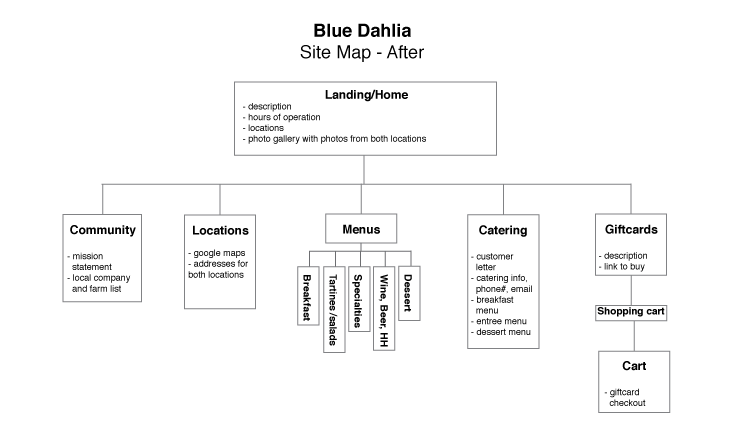 Blue Dahlia
Site Map - After
Landing/Home
- description
- hours of operation
- locations
- photo gallery with photos from both locations
Community
- mission
statement
- local company
and farm list
Locations
- google maps
- addresses for
both locations
Menus
Breakfast
Tartines /salads
Specialties
Wine, Beer, HH
Dessert
Catering
- customer
letter
- catering info,
phone#, email
- breakfast
menu
- entree menu
- dessert menu
Giftcards
- description
- link to buy
Shopping cart
Cart
- giftcard
checkout